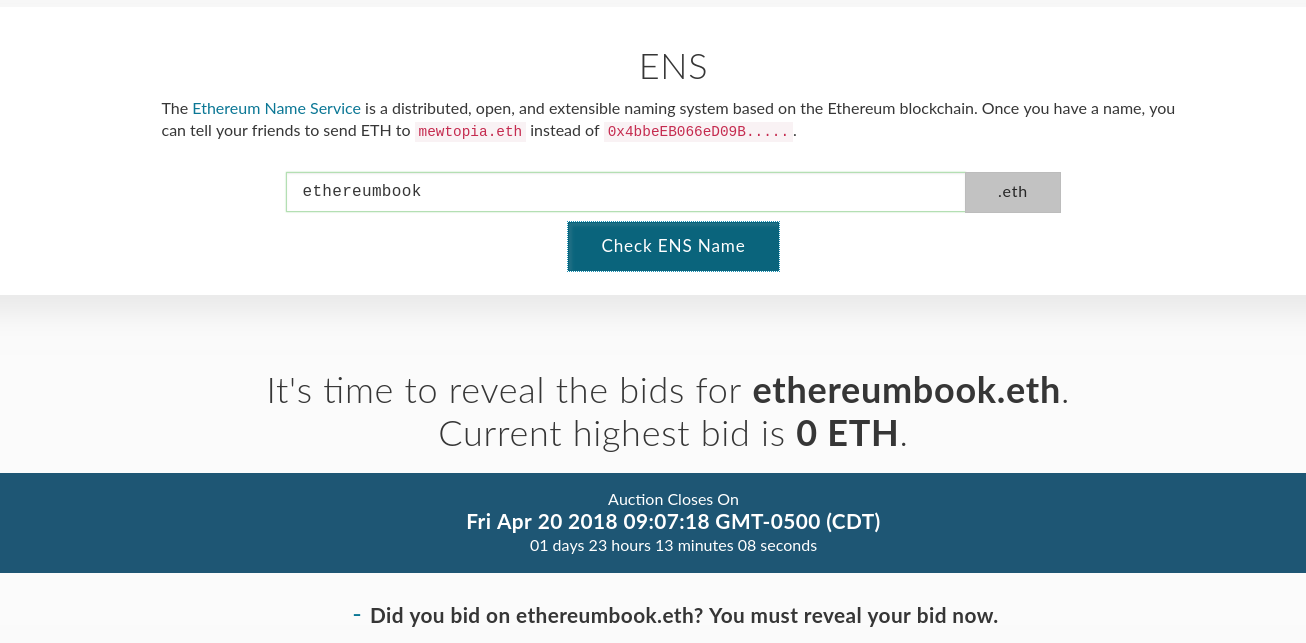 ENS
The Ethereum Name Service is a distributed, open, and extensible naming system based on the Ethereum blockchain. Once you have a name, you
can tell your friends to send ETH to mewtopia.eth instead of 0x4bbeEB066eD09B..... .
ethereumbook .eth
Check ENS Name
It's time to reveal the bids for ethereumbook.eth.
Current highest bid is 0 ETH.
Auction Closes On
Fri Apr 20 2018 09:07:18 GMT-0500 (CDT)
01 days 23 hours 13 minutes 08 seconds
- Did you bid on ethereumbook.eth? You must reveal your bid now.